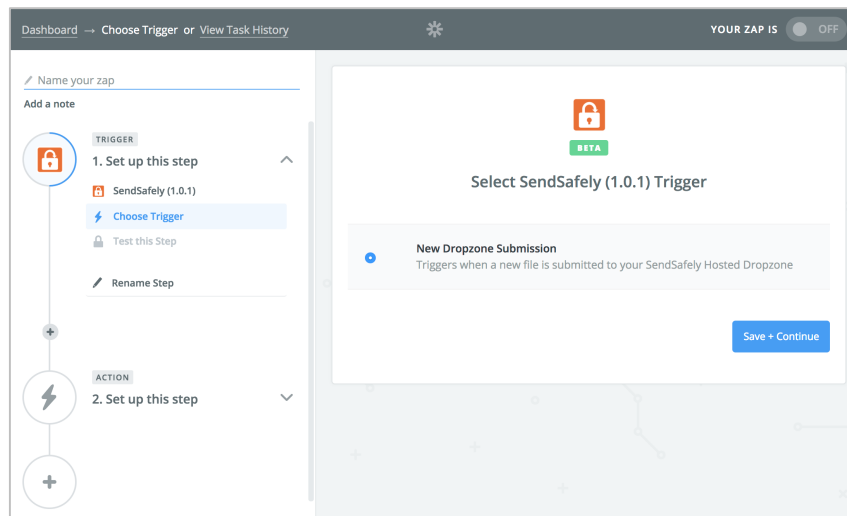 Dashboard → Choose Trigger or View Task History
YOUR ZAP IS OFF
Name your zap
Add a note
TRIGGER
1. Set up this step
SendSafely (1.0.1)
Choose Trigger
Test this Step
Rename Step
ACTION
2. Set up this step
BETA
Select SendSafely (1.0.1) Trigger
New Dropzone Submission
Triggers when a new file is submitted to your SendSafely Hosted Dropzone
Save + Continue